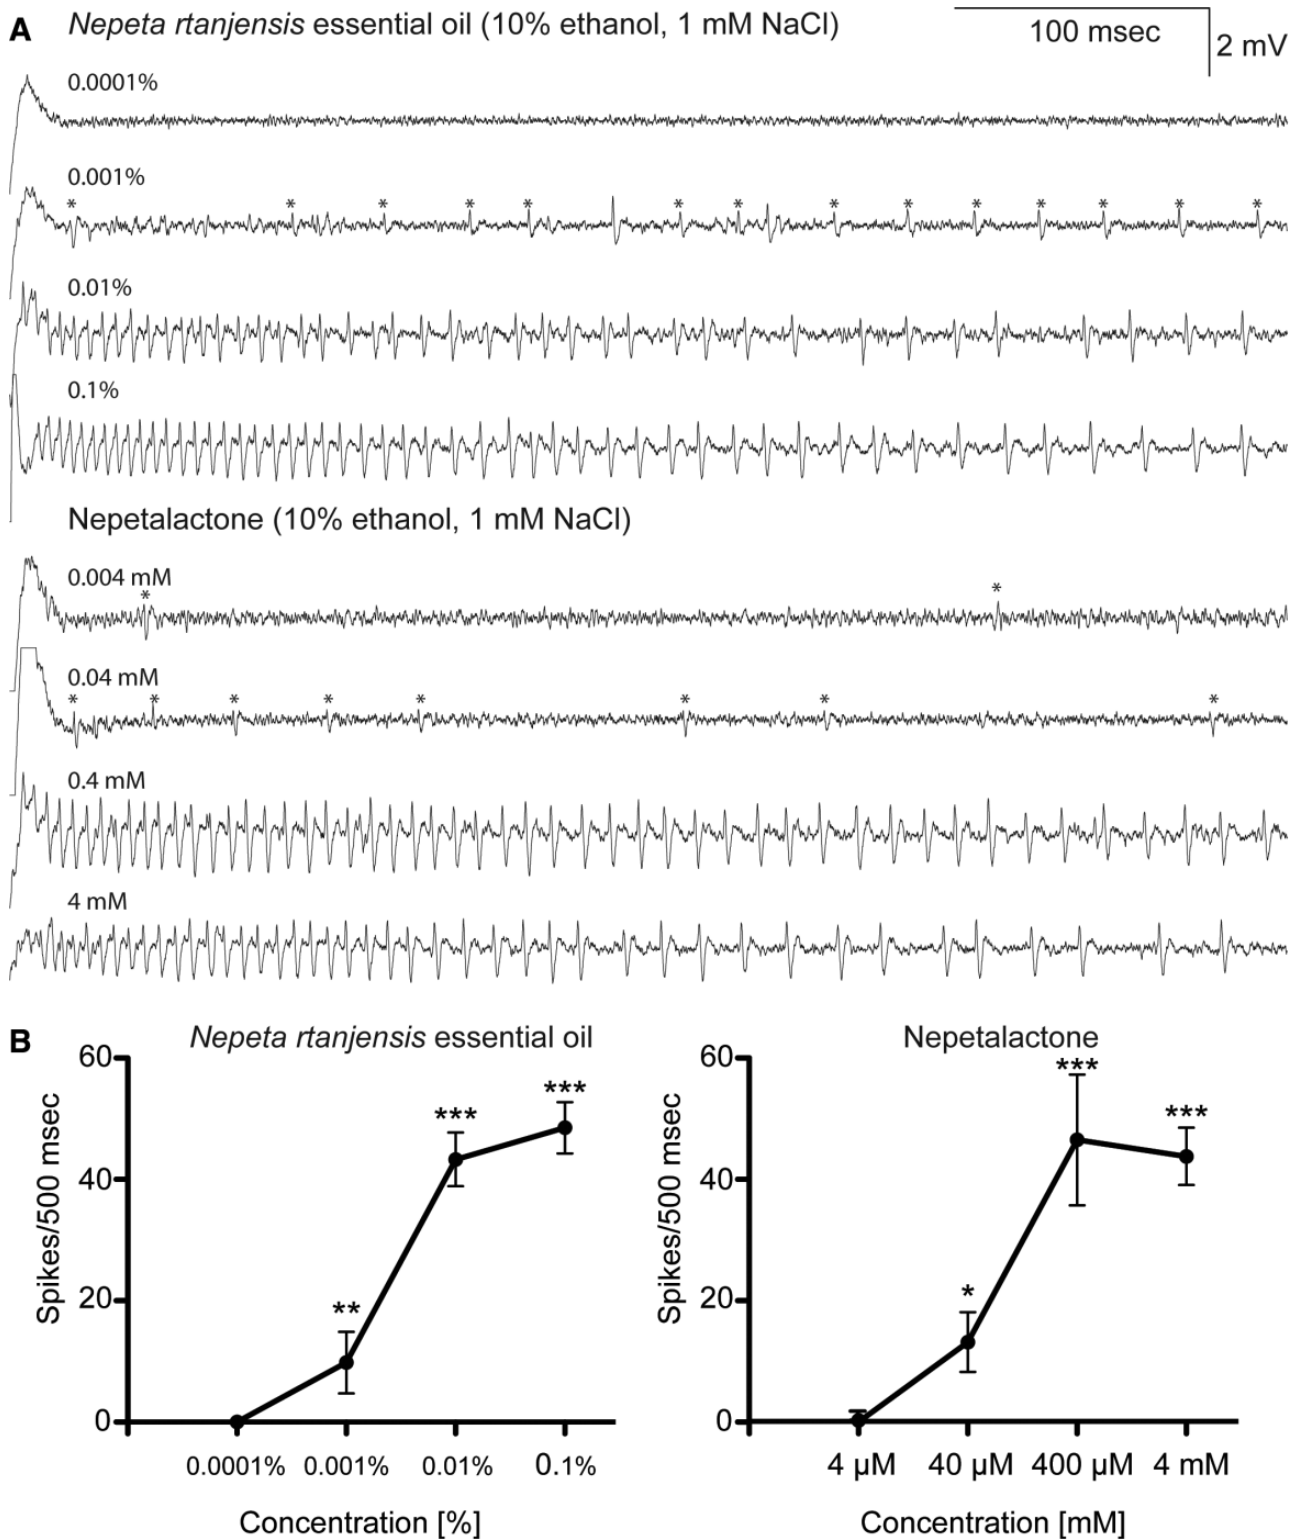 A Nepeta rtanjensis essential oil (10% ethanol, 1 mM NaCl)
100 msec
2 mV
0.0001%
0.001%
* * * * * * * * * * * * * *
0.01%
0.1%
Nepetalactone (10% ethanol, 1 mM NaCl)
0.004 mM
* *
0.04 mM
* * * * * * * *
0.4 mM
4 mM
B
Nepeta rtanjensis essential oil
60
40
20
0
Spikes/500 msec
**
***
***
0.0001% 0.001% 0.01% 0.1%
Concentration [%]
Nepetalactone
60
40
20
0
Spikes/500 msec
*
***
***
4 µM 40 µM 400 µM 4 mM
Concentration [mM]